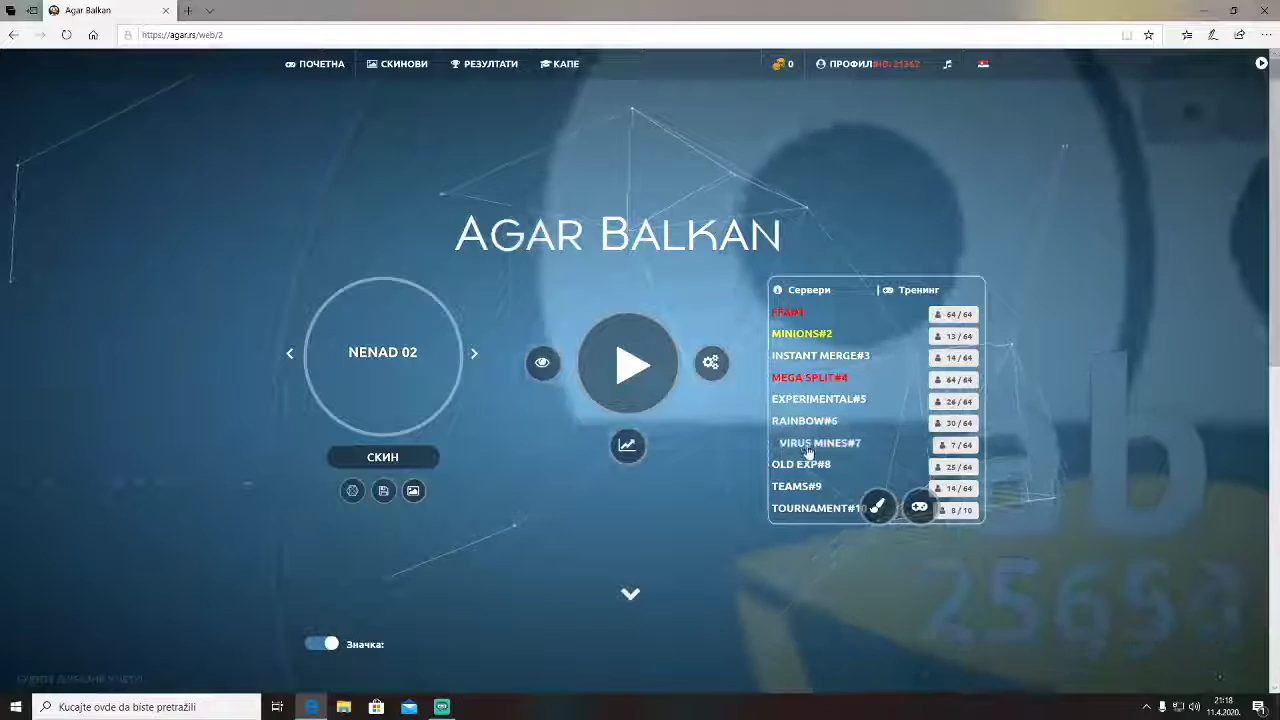 Agar Balkan
https://agar.rs/web/2
ПОЧЕТНА
СКИНОВИ
РЕЗУЛТАТИ
КАПЕ
0
ПРОФИЛ
AGAR BALKAN
NENAD 02
СКИН
Сервери | Тренинг
FFA#1 64 / 64
MINIONS#2 13 / 64
INSTANT MERGE#3 14 / 64
MEGA SPLIT#4 64 / 64
EXPERIMENTAL#5 26 / 64
RAINBOW#6 30 / 64
VIRUS MINES#7 7 / 64
OLD EXP#8 25 / 64
TEAMS#9 14 / 64
TOURNAMENT#10 8 / 10
Значка:
Kucajte ovde da biste pretražili
21:18
11.4.2020.